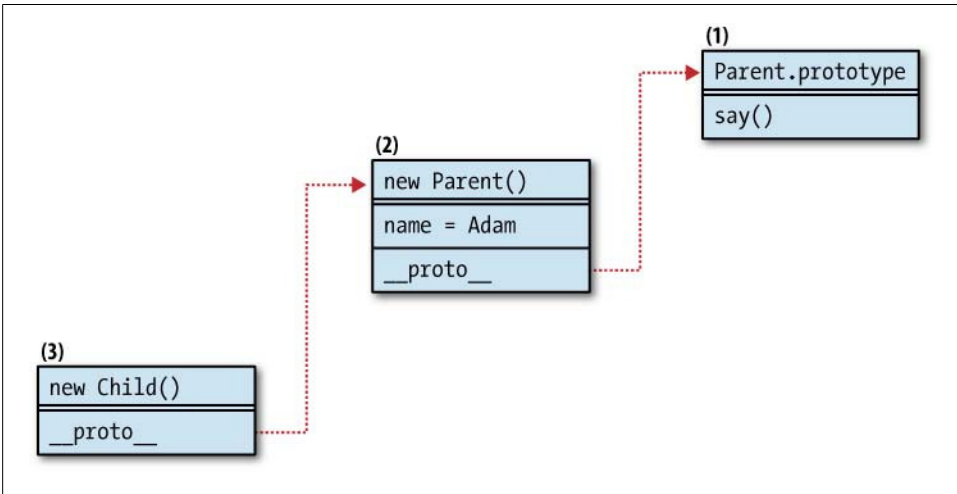 (1)
Parent.prototype
say()
(2)
new Parent()
name = Adam
__proto__
(3)
new Child()
__proto__